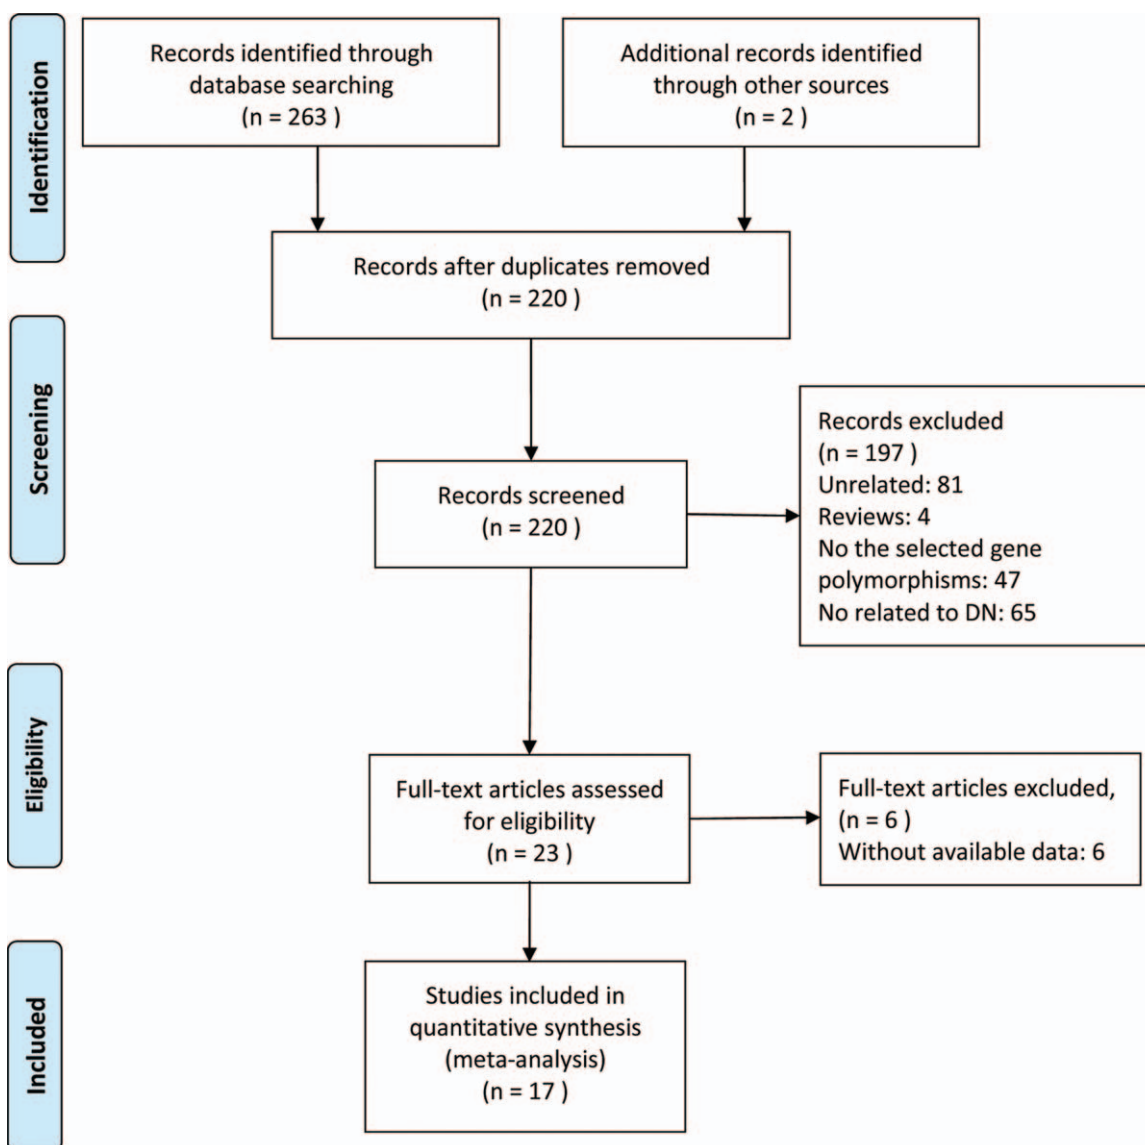 Identification
Records identified through
database searching
(n = 263 )
Additional records identified
through other sources
(n = 2 )
Records after duplicates removed
(n = 220 )
Screening
Records screened
(n = 220 )
Records excluded
(n = 197 )
Unrelated: 81
Reviews: 4
No the selected gene
polymorphisms: 47
No related to DN: 65
Eligibility
Full-text articles assessed
for eligibility
(n = 23 )
Full-text articles excluded,
(n = 6 )
Without available data: 6
Included
Studies included in
quantitative synthesis
(meta-analysis)
(n = 17 )